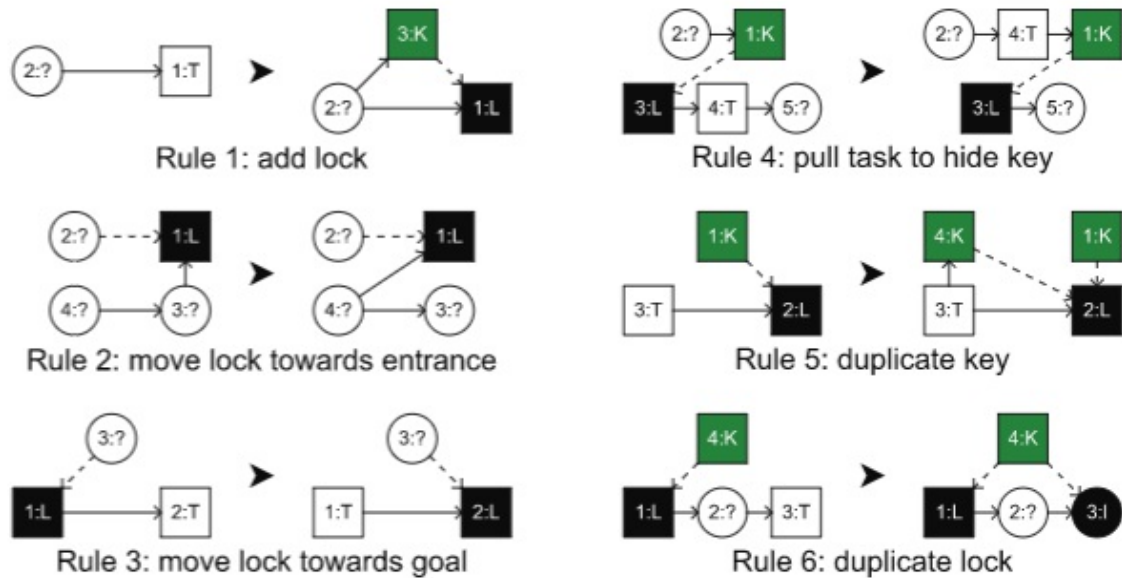 3:K
2:? 1:T
2:? 1:L
Rule 1: add lock
2:? 1:L 2:? 1:L
4:? 3:? 4:? 3:?
Rule 2: move lock towards entrance
3:? 3:?
1:L 2:T 1:T 2:L
Rule 3: move lock towards goal
2:? 1:K 2:? 4:T 1:K
3:L 4:T 5:? 3:L 5:?
Rule 4: pull task to hide key
1:K 4:K 1:K
3:T 2:L 3:T 2:L
Rule 5: duplicate key
4:K 4:K
1:L 2:? 3:T 1:L 2:? 3:l
Rule 6: duplicate lock